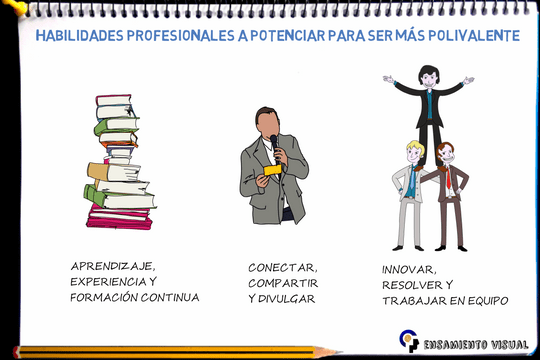 HABILIDADES PROFESIONALES A POTENCIAR PARA SER MÁS POLIVALENTE
APRENDIZAJE,
EXPERIENCIA Y
FORMACIÓN CONTINUA
CONECTAR,
COMPARTIR
Y DIVULGAR
INNOVAR,
RESOLVER Y
TRABAJAR EN EQUIPO
ENSAMIENTO VISUAL